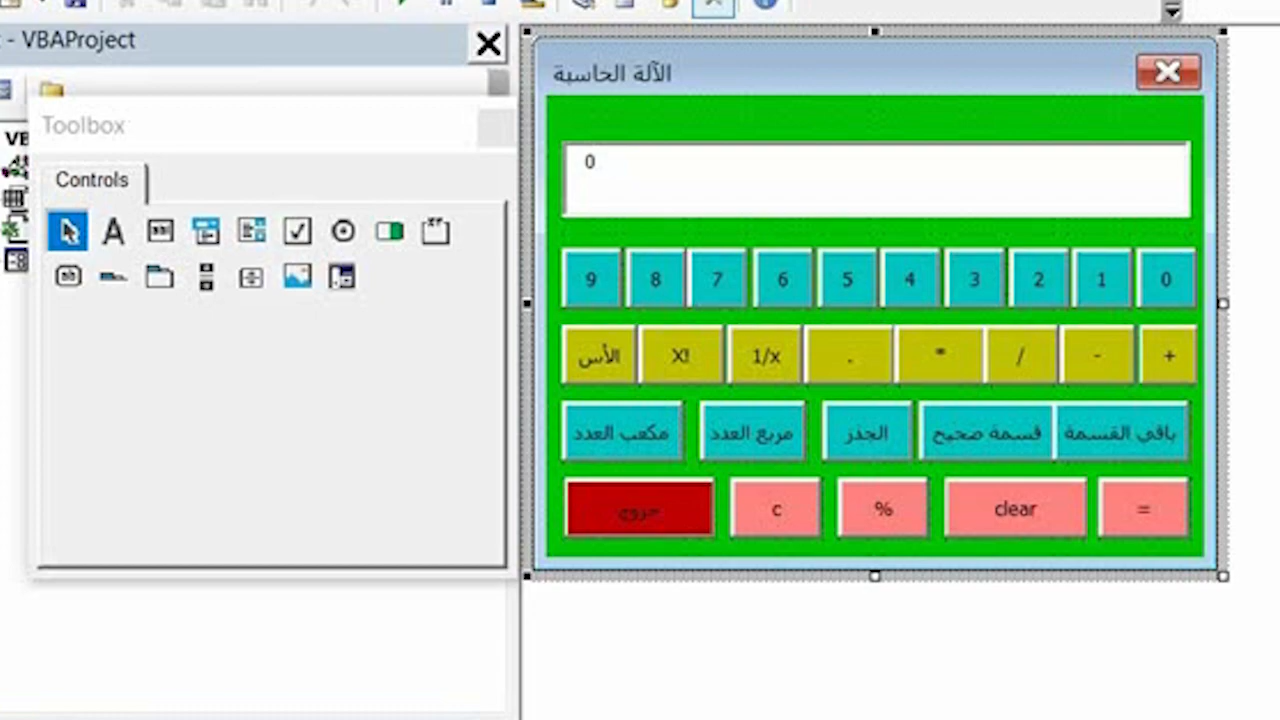 - VBAProject
Toolbox
Controls
A
الآلة الحاسبة
0
9 8 7 6 5 4 3 2 1 0
الأس X! 1/x . * / - +
مكعب العدد مربع العدد الجذر قسمة صحيح باقي القسمة
خروج c % clear =